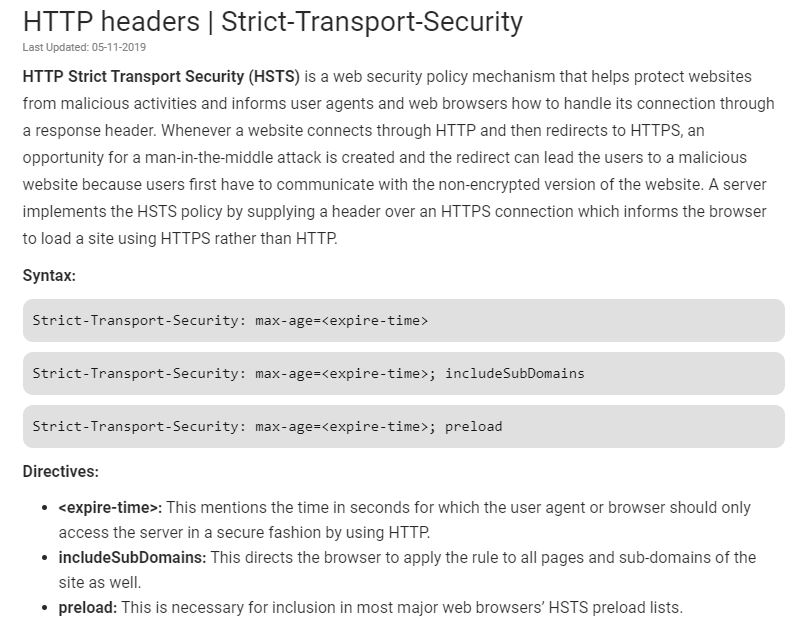 HTTP headers | Strict-Transport-Security
Last Updated: 05-11-2019
HTTP Strict Transport Security (HSTS) is a web security policy mechanism that helps protect websites
from malicious activities and informs user agents and web browsers how to handle its connection through
a response header. Whenever a website connects through HTTP and then redirects to HTTPS, an
opportunity for a man-in-the-middle attack is created and the redirect can lead the users to a malicious
website because users first have to communicate with the non-encrypted version of the website. A server
implements the HSTS policy by supplying a header over an HTTPS connection which informs the browser
to load a site using HTTPS rather than HTTP.
Syntax:
Strict-Transport-Security: max-age=<expire-time>
Strict-Transport-Security: max-age=<expire-time>; includeSubDomains
Strict-Transport-Security: max-age=<expire-time>; preload
Directives:
• <expire-time>: This mentions the time in seconds for which the user agent or browser should only
access the server in a secure fashion by using HTTP.
• includeSubDomains: This directs the browser to apply the rule to all pages and sub-domains of the
site as well.
• preload: This is necessary for inclusion in most major web browsers’ HSTS preload lists.